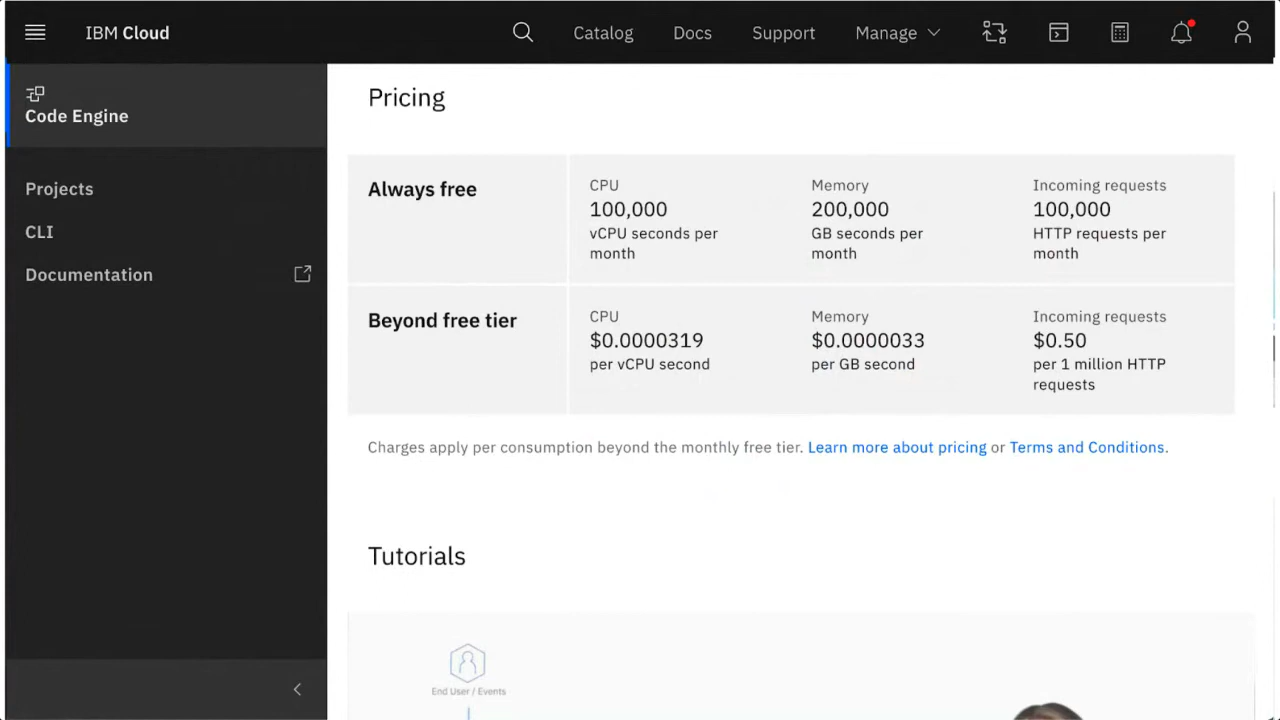 IBM Cloud
Catalog
Docs
Support
Manage
Code Engine
Projects
CLI
Documentation
Pricing
Always free
CPU
100,000
vCPU seconds per
month
Memory
200,000
GB seconds per
month
Incoming requests
100,000
HTTP requests per
month
Beyond free tier
CPU
$0.0000319
per vCPU second
Memory
$0.0000033
per GB second
Incoming requests
$0.50
per 1 million HTTP
requests
Charges apply per consumption beyond the monthly free tier. Learn more about pricing or Terms and Conditions.
Tutorials
End User / Events